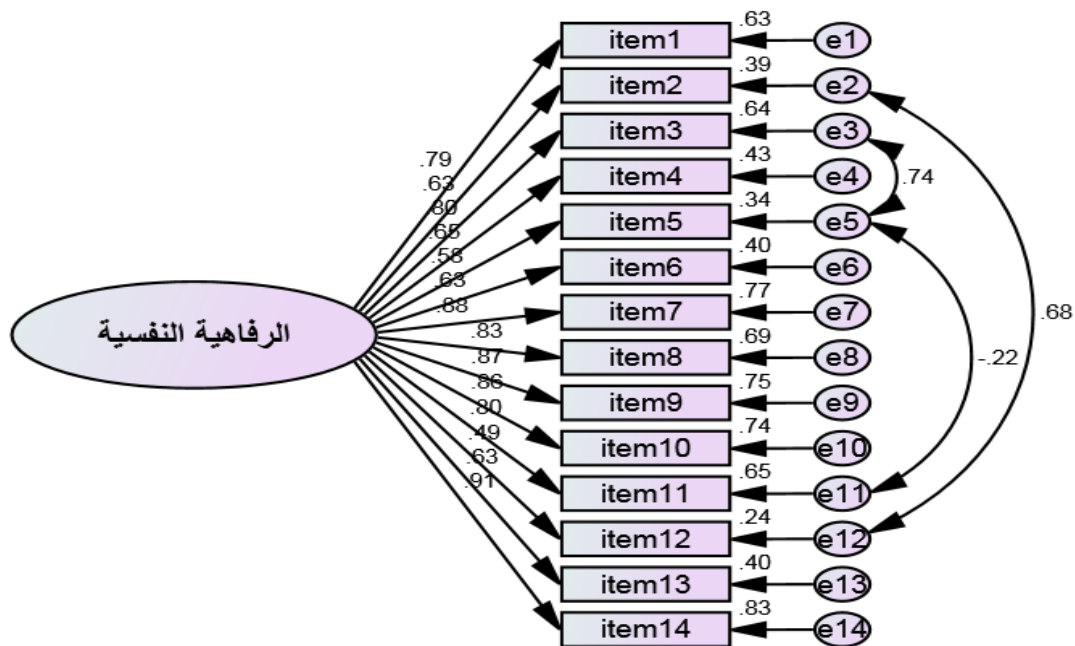 .63
item1
e1
.39
item2
e2
.64
item3
e3
.79
.43
item4
e4
.63
.74
.80
.34
item5
e5
.65
.58
.40
item6
e6
.63
.88
.77
item7
e7
.68
الرفاهية النفسية
.83
.69
item8
e8
-.22
.87
.75
item9
e9
.86
.80
.74
item10
e10
.49
.65
item11
e11
.63
.91
.24
item12
e12
.40
item13
e13
.83
item14
e14